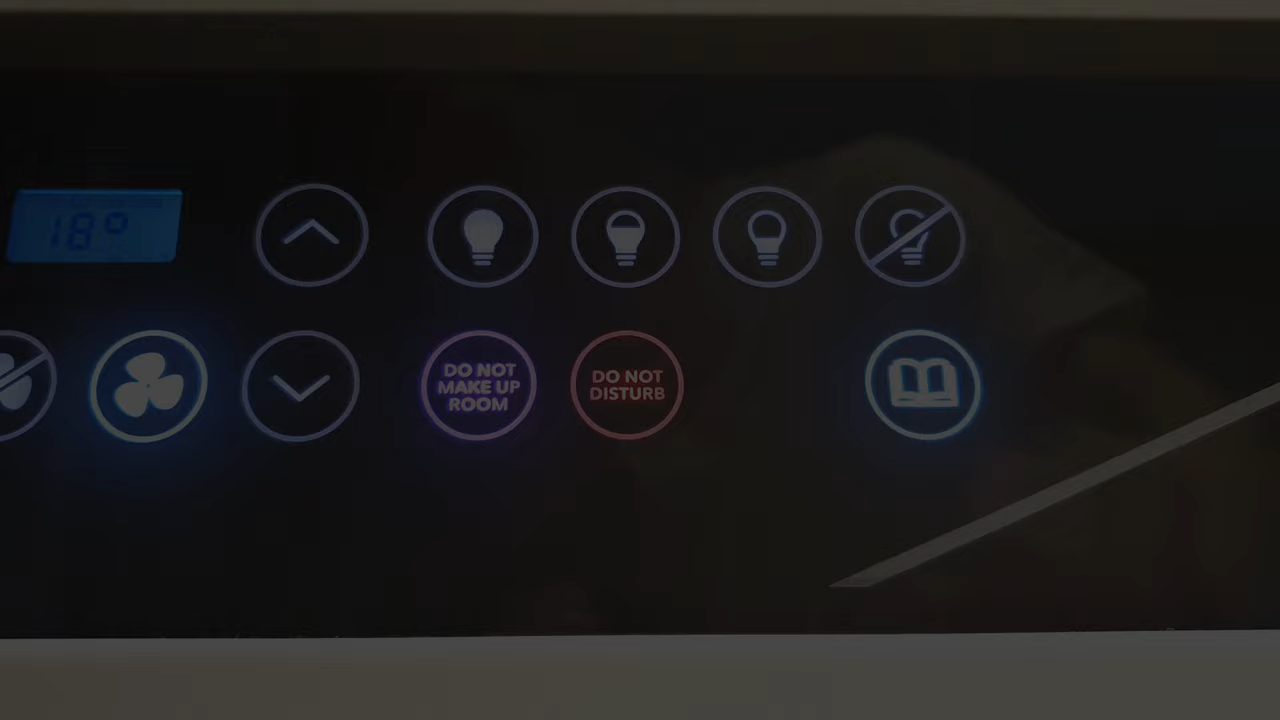 18°
DO NOT
MAKE UP
ROOM
DO NOT
DISTURB